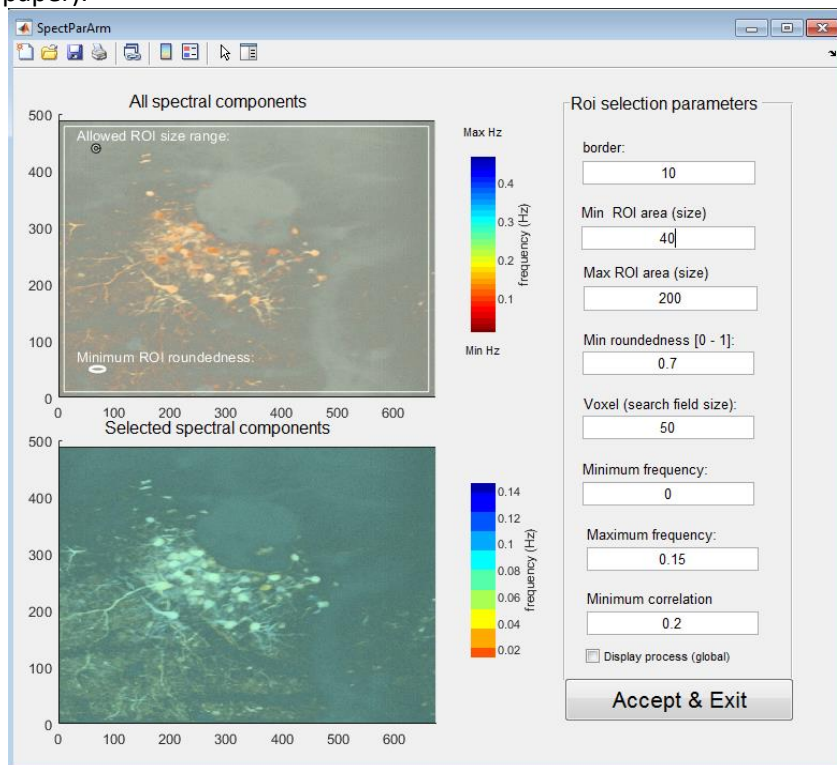 paper).
SpectParArm
All spectral components
500
400
300
200
100
0
0 100 200 300 400 500 600
Allowed ROI size range:
Minimum ROI roundedness:
Max Hz
0.4
0.3
0.2
0.1
frequency (Hz)
Min Hz
Selected spectral components
500
400
300
200
100
0
0 100 200 300 400 500 600
0.14
0.12
0.1
0.08
0.06
0.04
0.02
frequency (Hz)
Roi selection parameters
border:
10
Min ROI area (size)
40
Max ROI area (size)
200
Min roundedness [0 - 1]:
0.7
Voxel (search field size):
50
Minimum frequency:
0
Maximum frequency:
0.15
Minimum correlation
0.2
Display process (global)
Accept & Exit